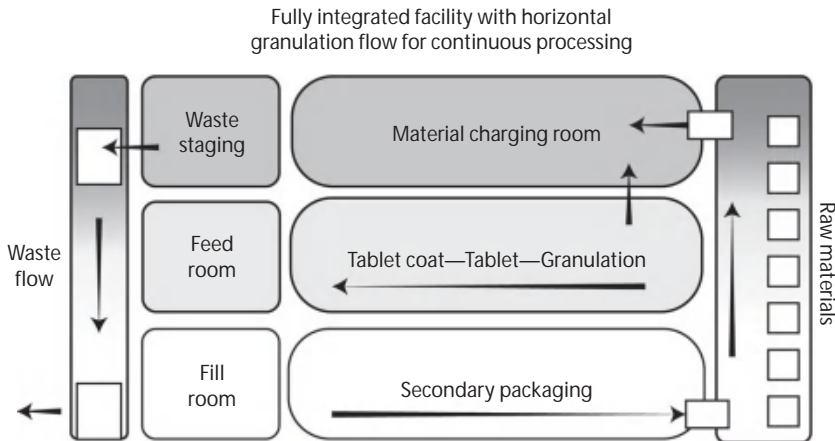 Fully integrated facility with horizontal
granulation flow for continuous processing
Waste
staging
Material charging room
Waste
flow
Feed
room
Tablet coat—Tablet—Granulation
Raw materials
Fill
room
Secondary packaging